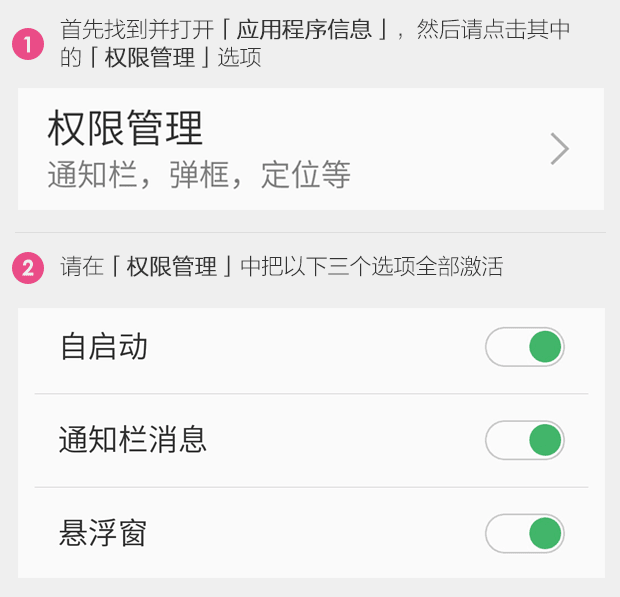 1 首先找到并打开「应用程序信息」，然后请点击其中
的「权限管理」选项
权限管理
通知栏，弹框，定位等
2 请在「权限管理」中把以下三个选项全部激活
自启动
通知栏消息
悬浮窗